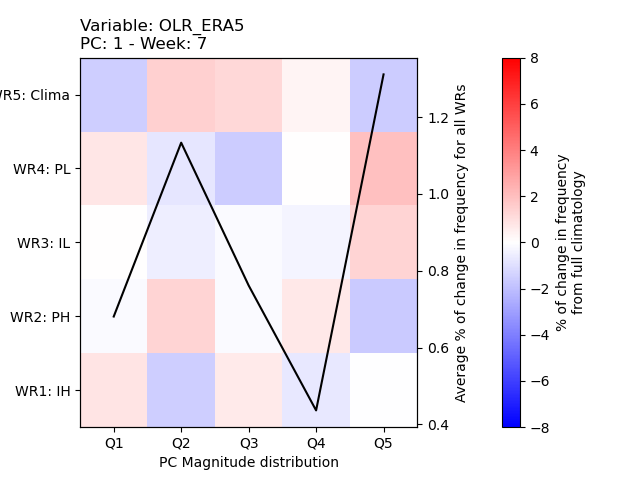 Variable: OLR_ERA5
PC: 1 - Week: 7
WR5: Clima
WR4: PL
WR3: IL
WR2: PH
WR1: IH
Q1 Q2 Q3 Q4 Q5
PC Magnitude distribution
1.2
1.0
0.8
0.6
0.4
Average % of change in frequency for all WRs
8
6
4
2
0
−2
−4
−6
−8
% of change in frequency
from full climatology